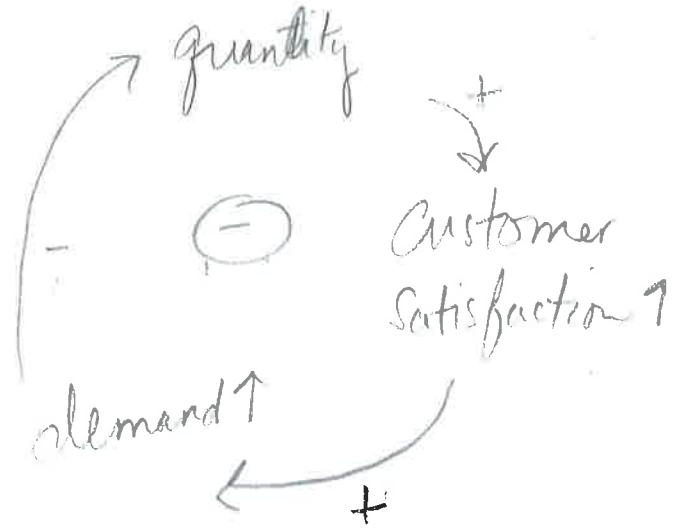 quantity
+
-
-
Customer
Satisfaction ↑
demand ↑
+